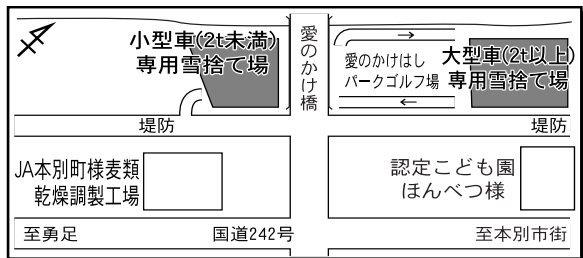 小型車(2t未満)
専用雪捨て場
愛のかけ橋
愛のかけはし
パークゴルフ場
大型車(2t以上)
専用雪捨て場
堤防
堤防
JA本別町様麦類
乾燥調製工場
認定こども園
ほんべつ様
至勇足
国道242号
至本別市街